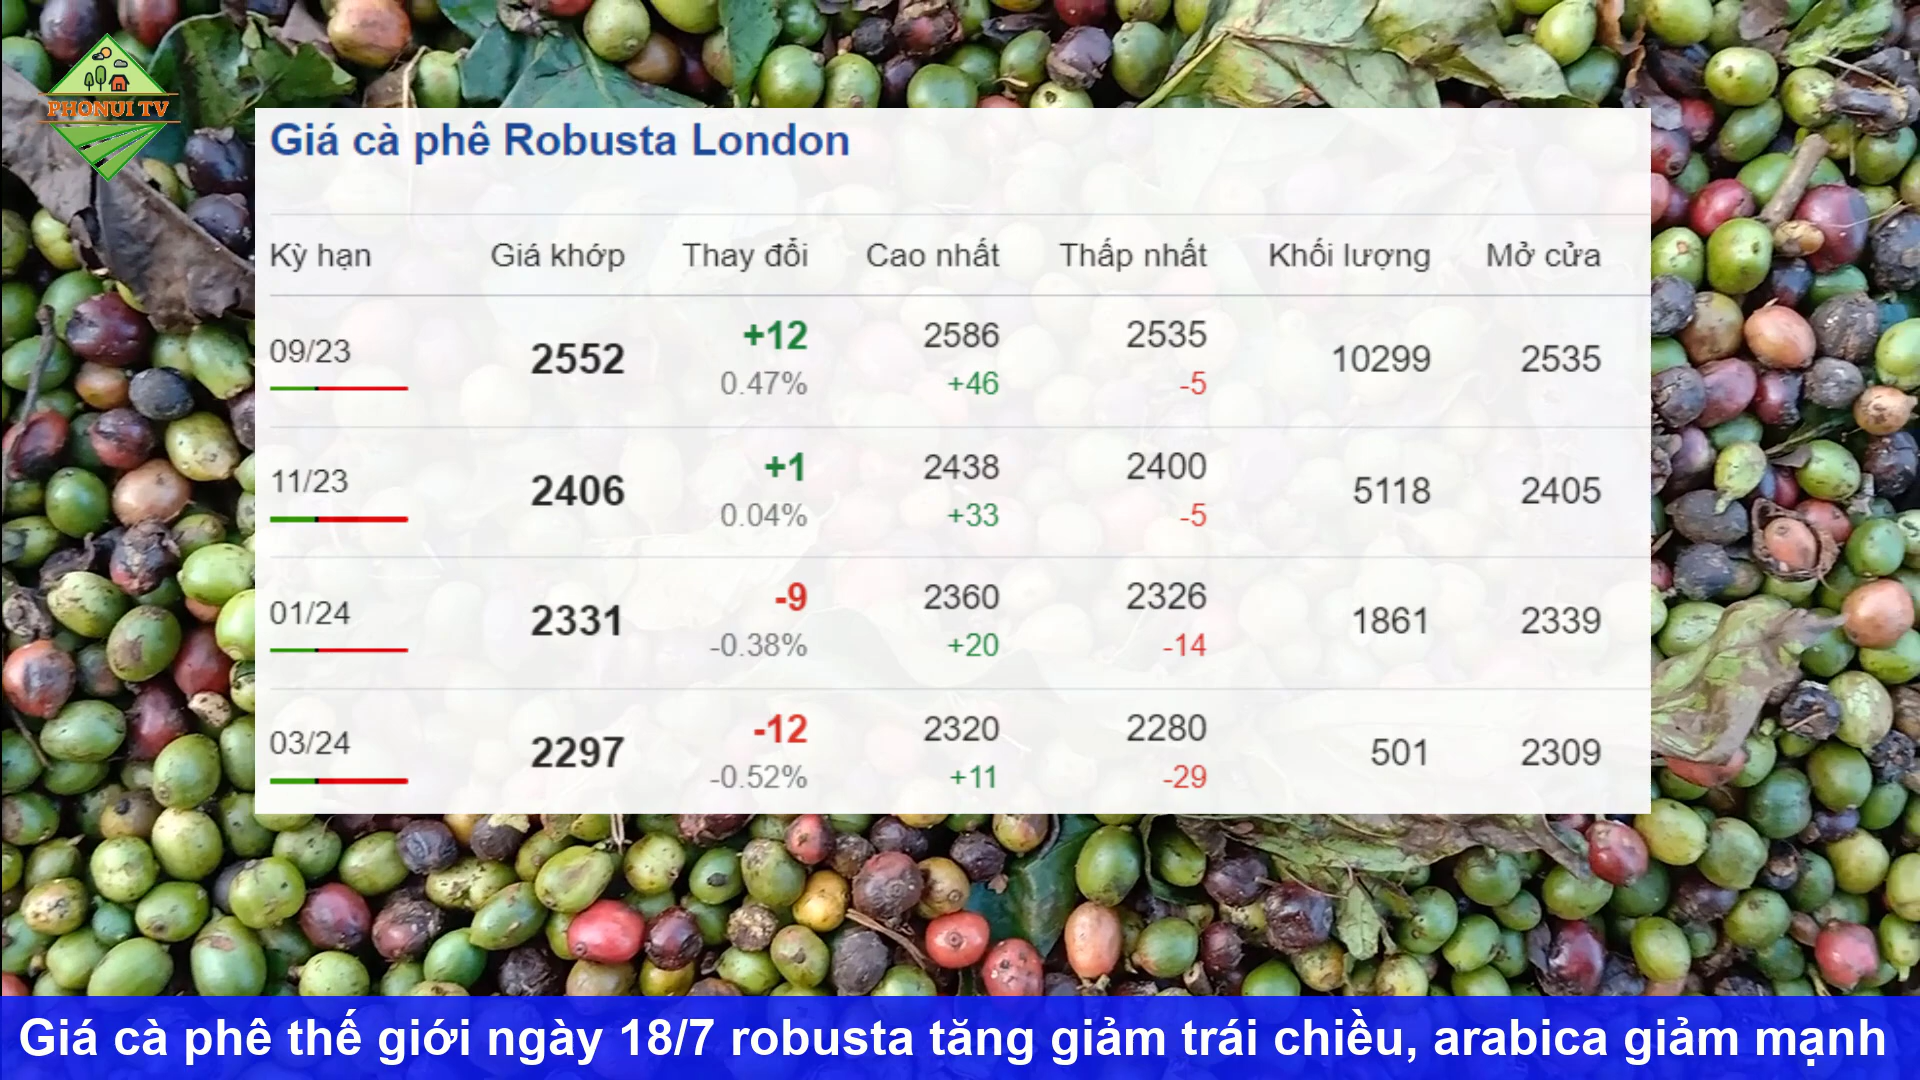 PHONUI TV
Giá cà phê Robusta London
Kỳ hạn Giá khớp Thay đổi Cao nhất Thấp nhất Khối lượng Mở cửa
09/23 2552 +12 2586 2535 10299 2535
0.47% +46 -5
11/23 2406 +1 2438 2400 5118 2405
0.04% +33 -5
01/24 2331 -9 2360 2326 1861 2339
-0.38% +20 -14
03/24 2297 -12 2320 2280 501 2309
-0.52% +11 -29
Giá cà phê thế giới ngày 18/7 robusta tăng giảm trái chiều, arabica giảm mạnh